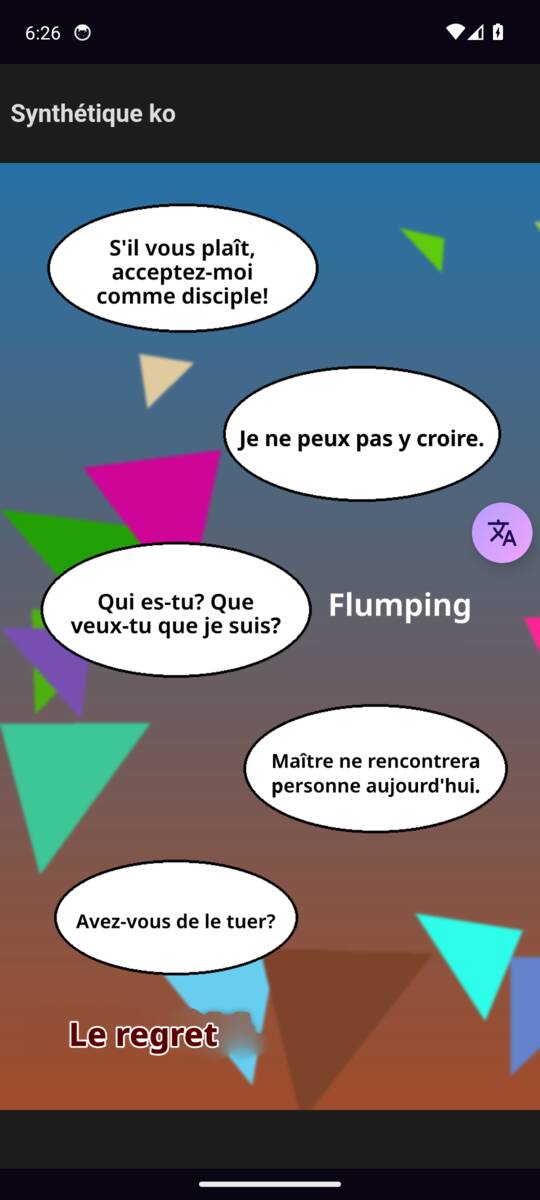 6:26
Synthétique ko
S'il vous plaît,
acceptez-moi
comme disciple!
Je ne peux pas y croire.
Qui es-tu? Que
veux-tu que je suis?
Flumping
Maître ne rencontrera
personne aujourd'hui.
Avez-vous de le tuer?
Le regret